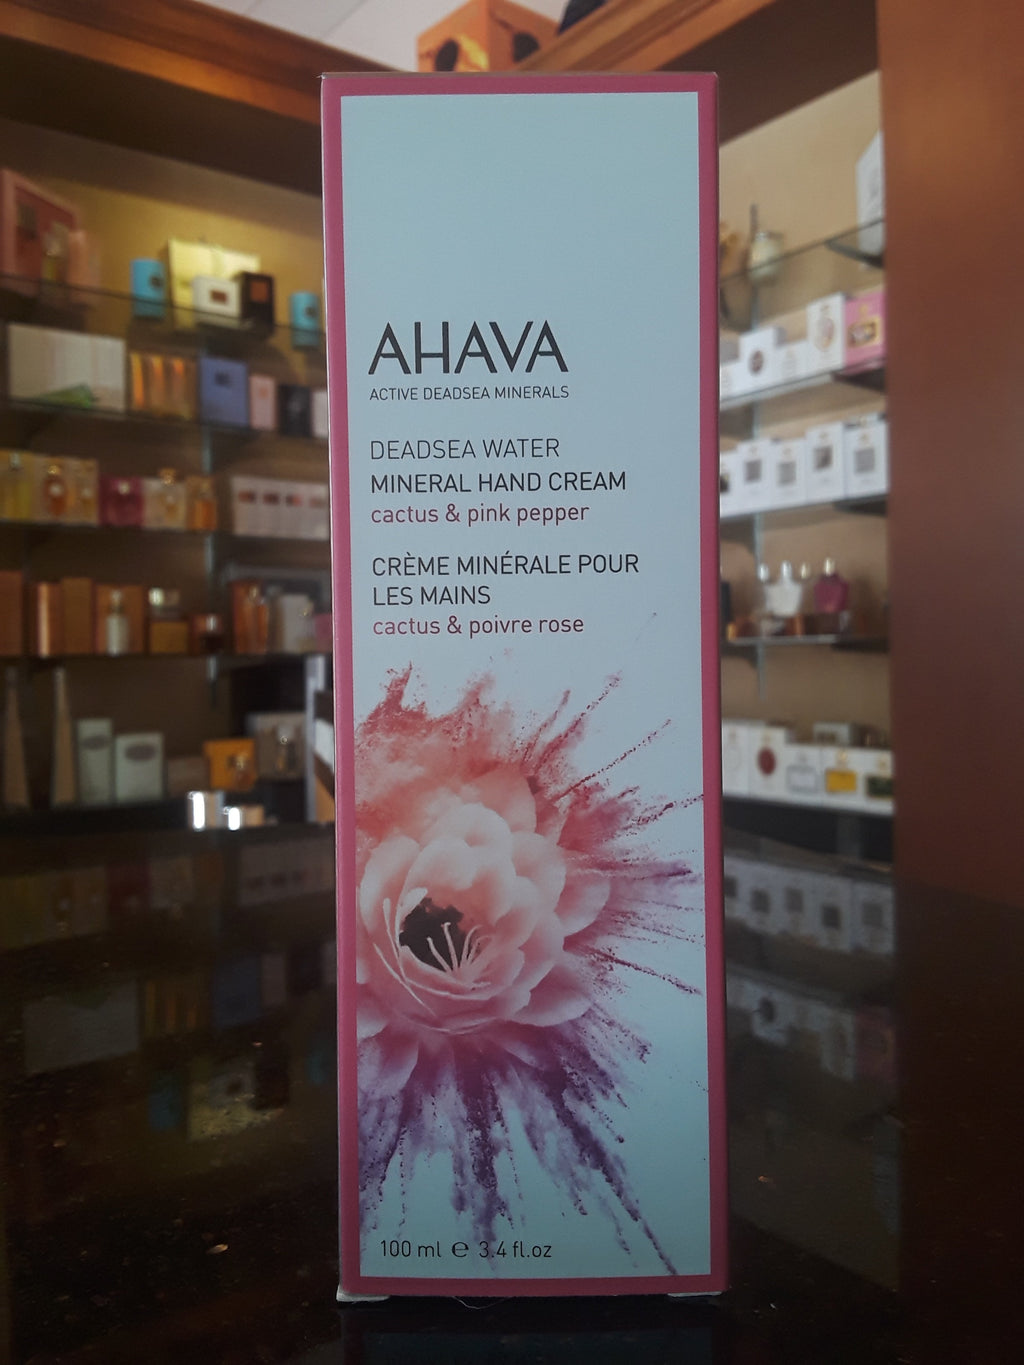 AHAVA
ACTIVE DEADSEA MINERALS
DEADSEA WATER
MINERAL HAND CREAM
cactus & pink pepper
CRÈME MINÉRALE POUR
LES MAINS
cactus & poivre rose
100 ml ℮ 3.4 fl.oz